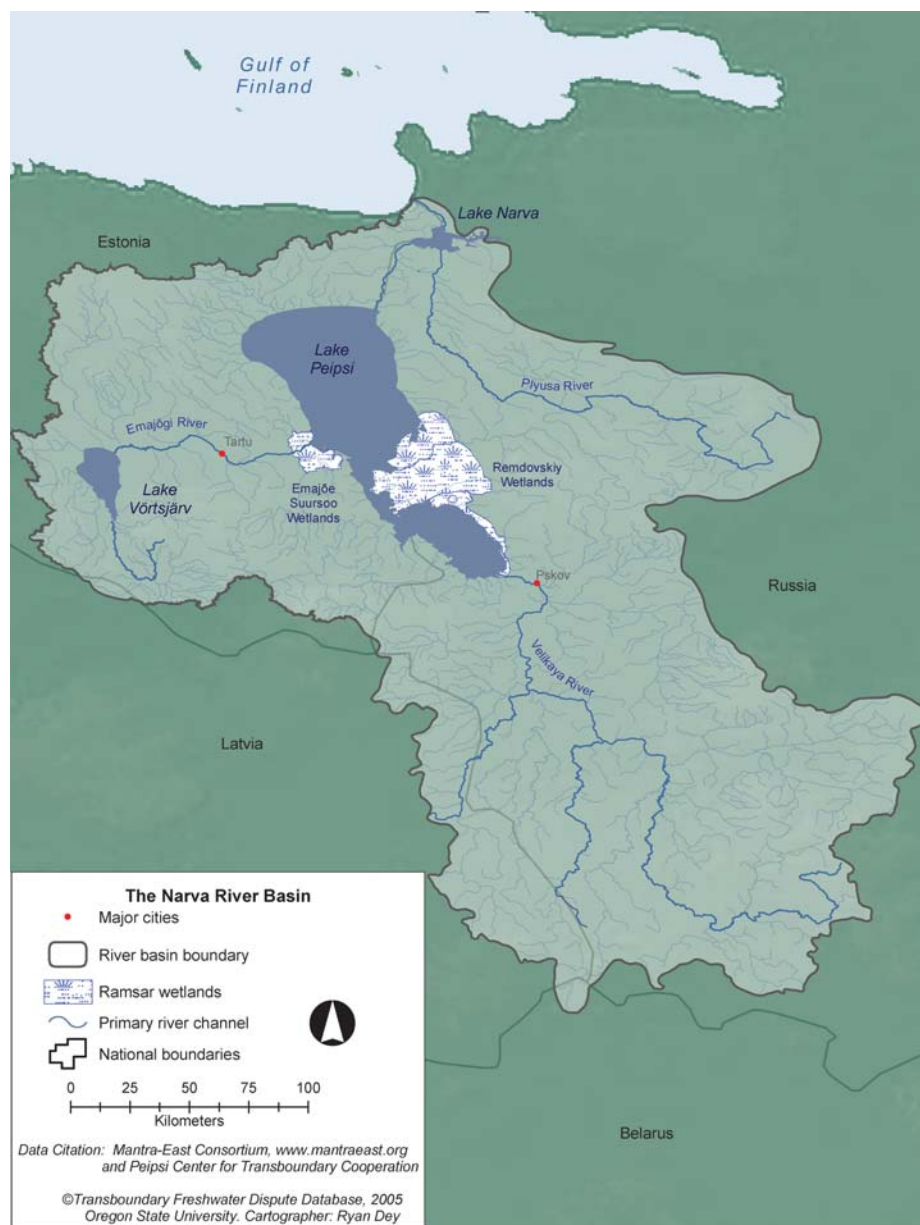 Gulf of
Finland
Lake Narva
Estonia
Lake
Peipsi
Plyusa River
Emajõgi River
Tartu
Remdovskiy
Wetlands
Emajõe
Suursoo
Wetlands
Lake
Võrtsjärv
Pskov
Russia
Velikaya River
Latvia
The Narva River Basin
Major cities
River basin boundary
Ramsar wetlands
Primary river channel
National boundaries
0 25 50 75 100
Kilometers
Belarus
Data Citation: Mantra-East Consortium, www.mantraeast.org
and Peipsi Center for Transboundary Cooperation
©Transboundary Freshwater Dispute Database, 2005
Oregon State University. Cartographer: Ryan Dey